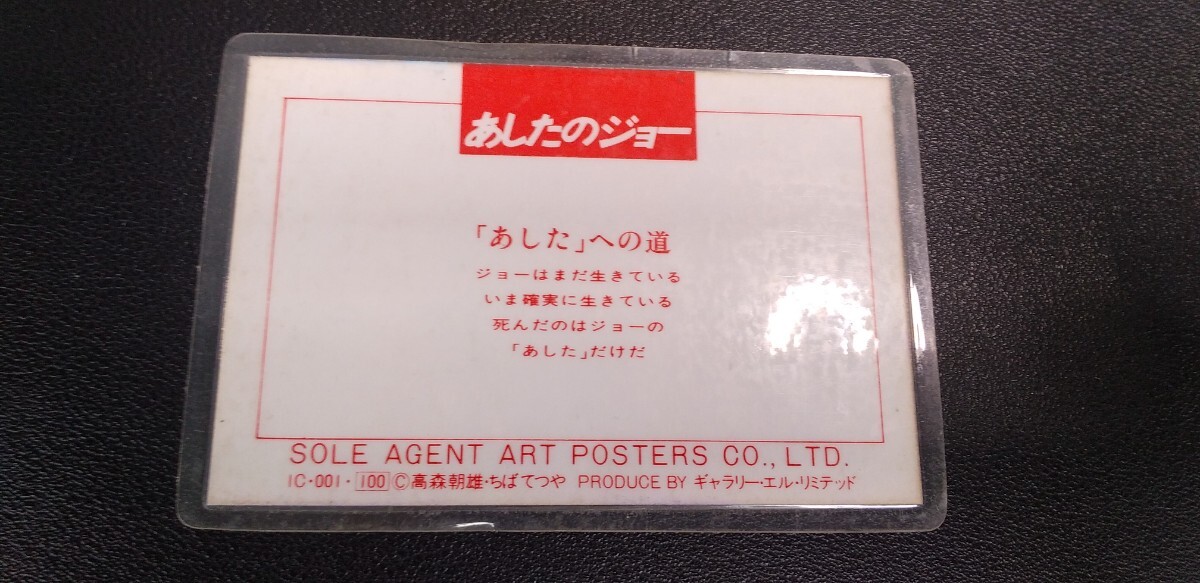 あしたのジョー
「あした」への道
ジョーはまだ生きている
いま確実に生きている
死んだのはジョーの
「あした」だけだ
SOLE AGENT ART POSTERS CO., LTD.
IC・001・100 ©高森朝雄・ちばてつや PRODUCE BY ギャラリー・エル・リミテッド